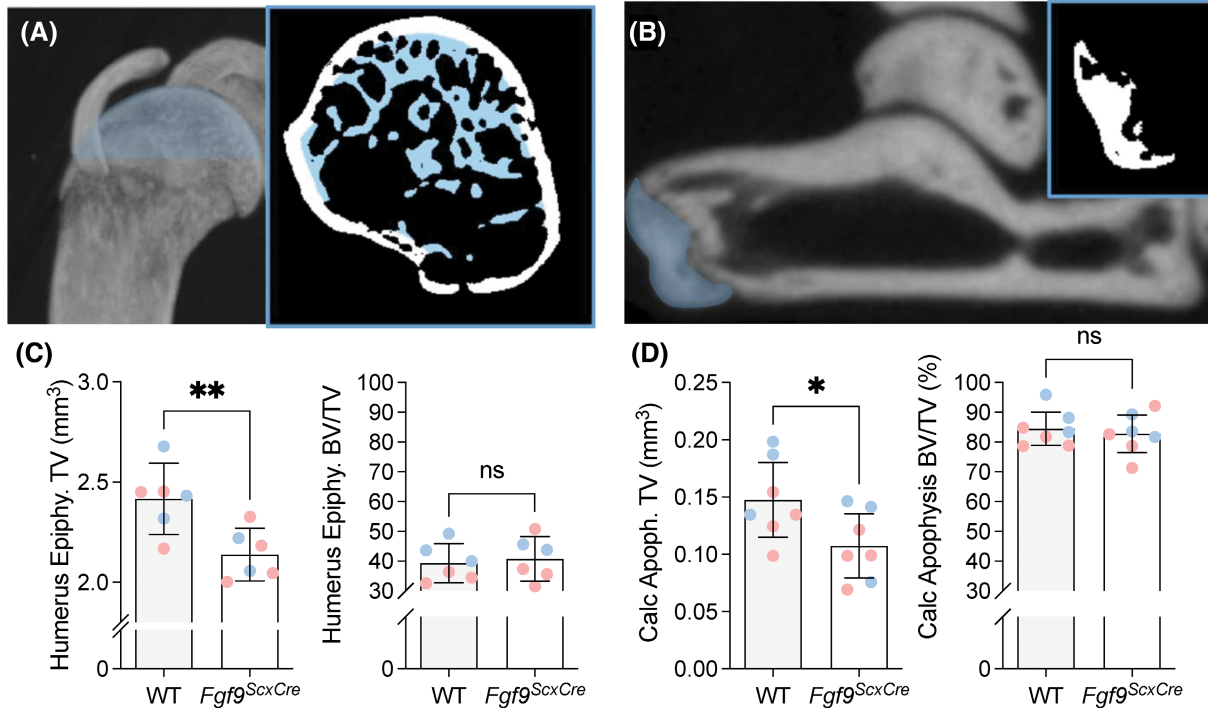 (A)
(B)
(C)
Humerus Epiphy. TV (mm³)
3.0
2.5
2.0
0
**
WT
Fgf9ScxCre
Humerus Epiphy. BV/TV
100
90
80
70
60
50
40
30
0
ns
WT
Fgf9ScxCre
(D)
Calc Apoph. TV (mm³)
0.25
0.20
0.15
0.10
0.05
0.00
*
WT
Fgf9ScxCre
Calc Apophysis BV/TV (%)
100
90
80
70
60
50
40
30
0
ns
WT
Fgf9ScxCre